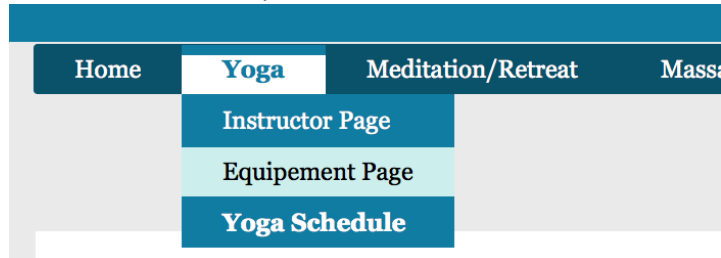 Home Yoga Meditation/Retreat
Instructor Page
Equipement Page
Yoga Schedule